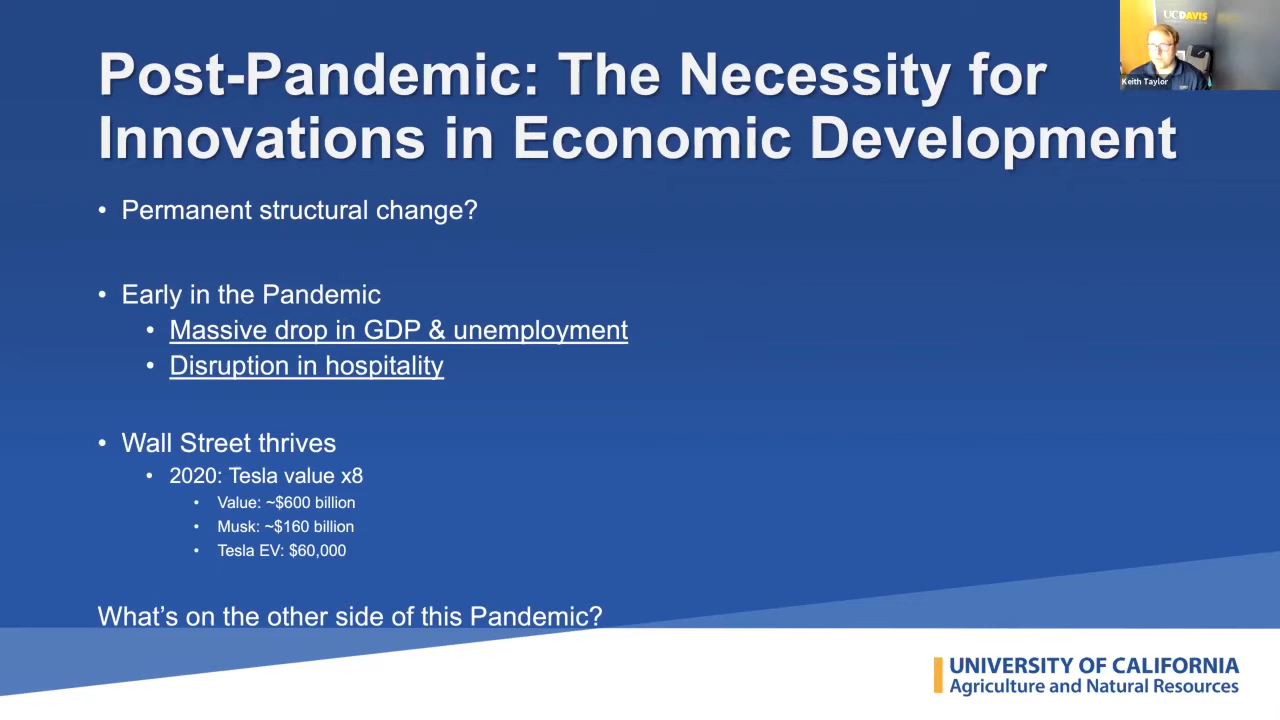 Post-Pandemic: The Necessity for
Innovations in Economic Development
UCDAVIS
Keith Taylor
• Permanent structural change?
• Early in the Pandemic
• Massive drop in GDP & unemployment
• Disruption in hospitality
• Wall Street thrives
• 2020: Tesla value x8
• Value: ~$600 billion
• Musk: ~$160 billion
• Tesla EV: $60,000
What’s on the other side of this Pandemic?
UNIVERSITY OF CALIFORNIA
Agriculture and Natural Resources